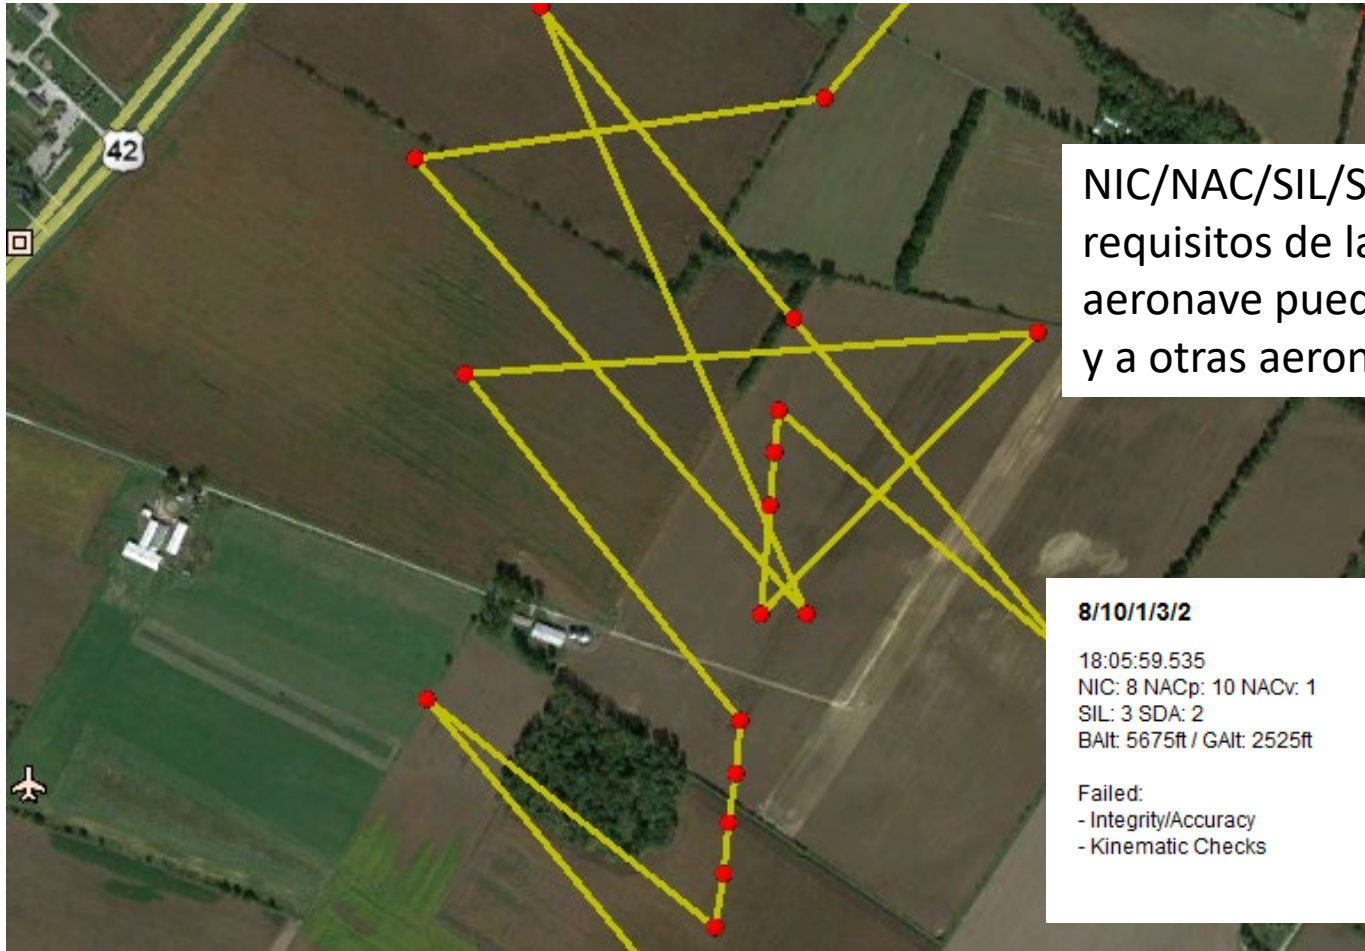 42
NIC/NAC/SIL/S
requisitos de la
aeronave pued
y a otras aeron
8/10/1/3/2
18:05:59.535
NIC: 8 NACp: 10 NACv: 1
SIL: 3 SDA: 2
BAlt: 5675ft / GAlt: 2525ft
Failed:
- Integrity/Accuracy
- Kinematic Checks